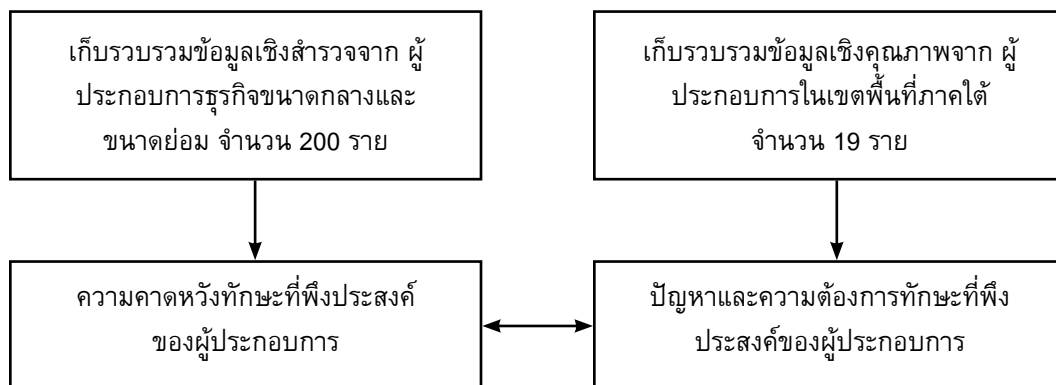 เก็บรวบรวมข้อมูลเชิงสำรวจจาก ผู้
ประกอบการธุรกิจขนาดกลางและ
ขนาดย่อม จำนวน 200 ราย
เก็บรวบรวมข้อมูลเชิงคุณภาพจาก ผู้
ประกอบการในเขตพื้นที่ภาคใต้
จำนวน 19 ราย
ความคาดหวังทักษะที่พึงประสงค์
ของผู้ประกอบการ
ปัญหาและความต้องการทักษะที่พึง
ประสงค์ของผู้ประกอบการ